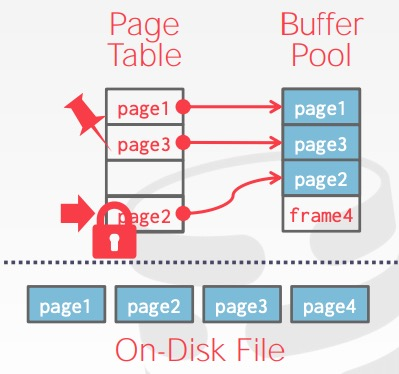 Page
Table
Buffer
Pool
page1
page3
page2
page1
page3
page2
frame4
page1 page2 page3 page4
On-Disk File